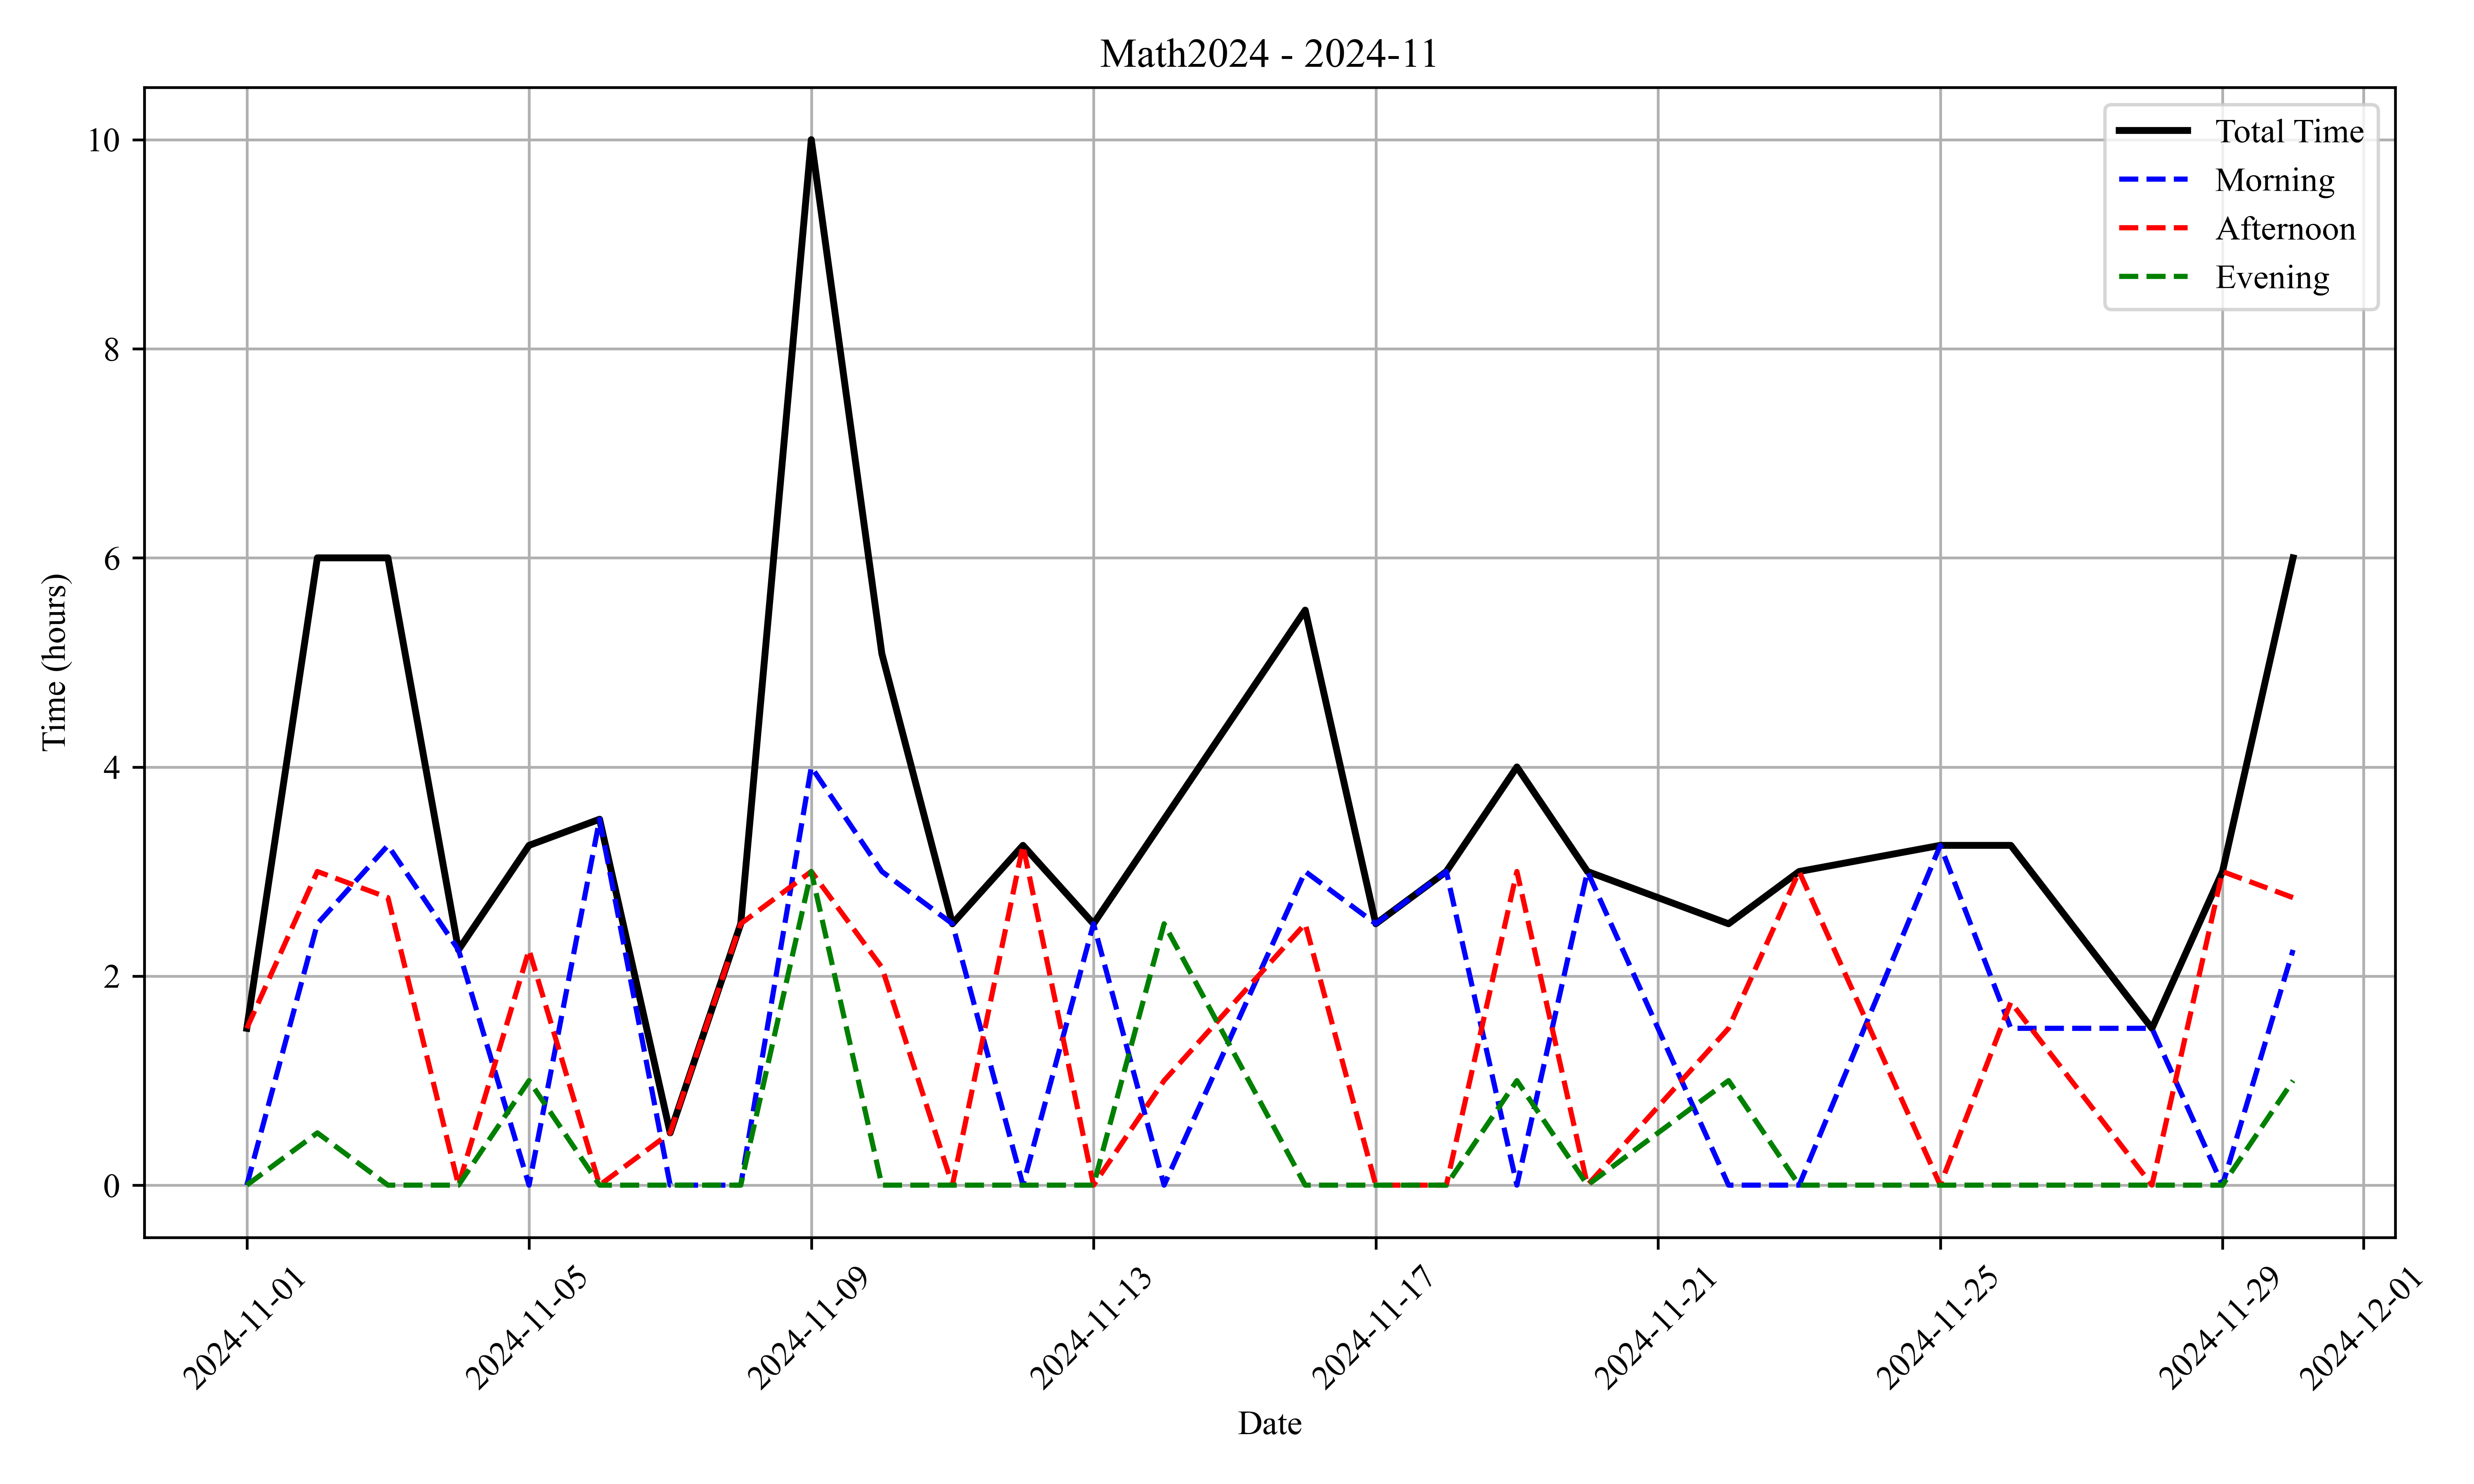 Math2024 - 2024-11
Total Time
Morning
Afternoon
Evening
Time (hours)
10
8
6
4
2
0
2024-11-01
2024-11-05
2024-11-09
2024-11-13
2024-11-17
2024-11-21
2024-11-25
2024-11-29
2024-12-01
Date